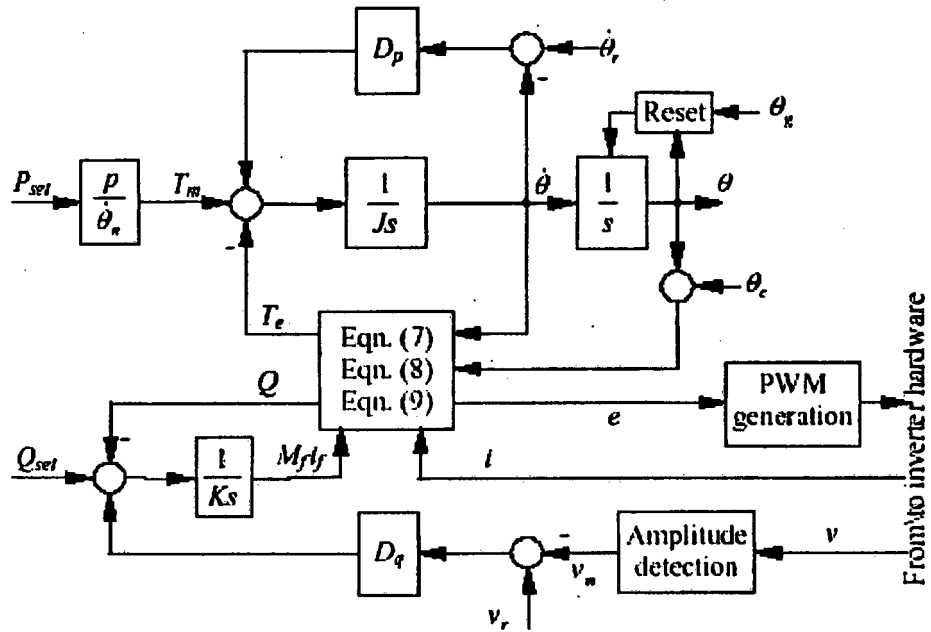 D_p
θ̇_r
Reset
θ_g
P_set
p
θ̇_n
T_m
1
Js
θ̇
1
s
θ
θ_c
T_e
Eqn. (7)
Eqn. (8)
Eqn. (9)
Q
e
PWM
generation
Q_set
1
Ks
M_f i_f
i
D_q
v_m
Amplitude
detection
v
v_r
From\to inverter hardware